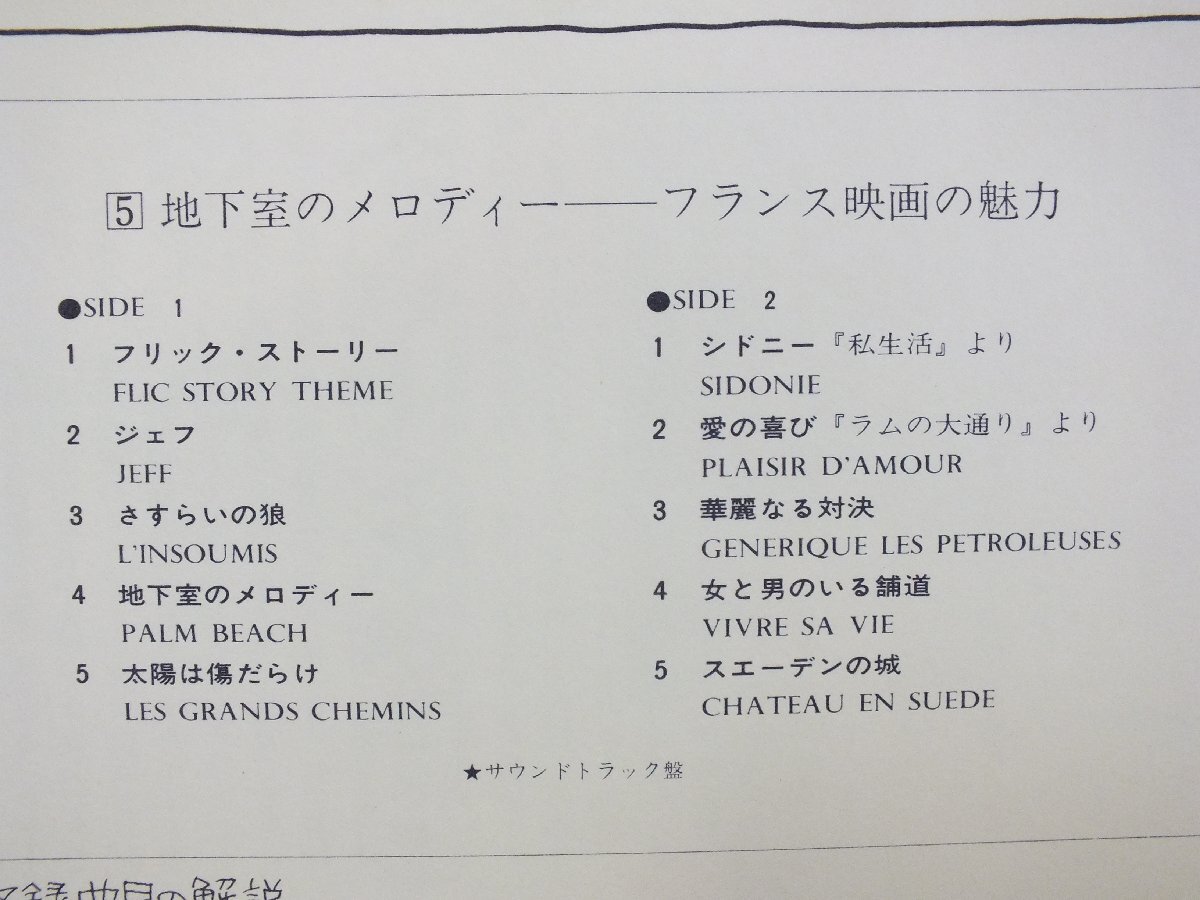 5 地下室のメロディー——フランス映画の魅力
●SIDE 1
1 フリック・ストーリー
FLIC STORY THEME
2 ジェフ
JEFF
3 さすらいの狼
L'INSOUMIS
4 地下室のメロディー
PALM BEACH
5 太陽は傷だらけ
LES GRANDS CHEMINS
●SIDE 2
1 シドニー『私生活』より
SIDONIE
2 愛の喜び『ラムの大通り』より
PLAISIR D'AMOUR
3 華麗なる対決
GENERIQUE LES PETROLEUSES
4 女と男のいる舗道
VIVRE SA VIE
5 スエーデンの城
CHATEAU EN SUEDE
★サウンドトラック盤
録曲目の解説